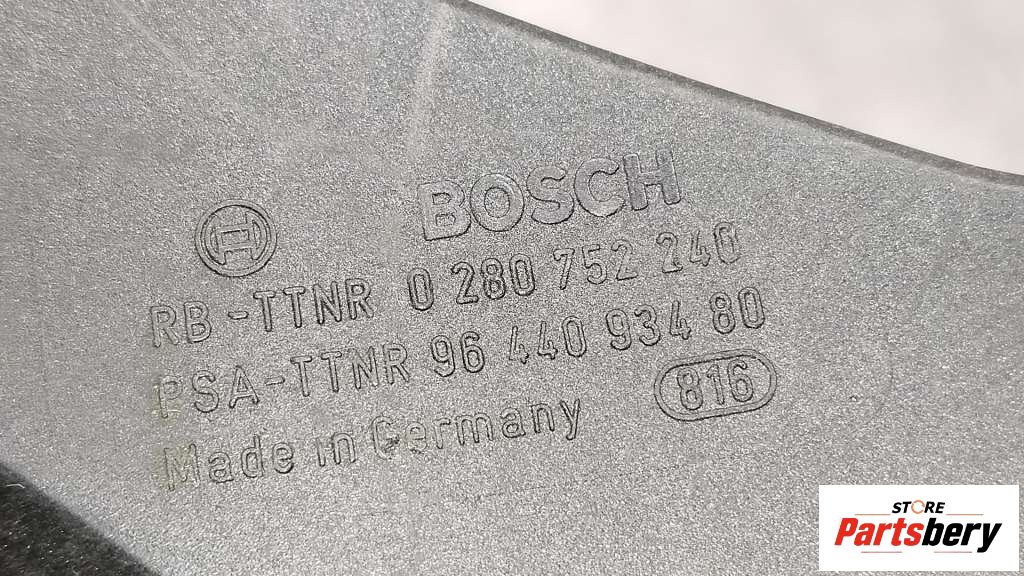 BOSCH
RB-TTNR 0 280 752 240
PSA-TTNR 96 440 934 80
816
Made in Germany
STORE
Partsbery